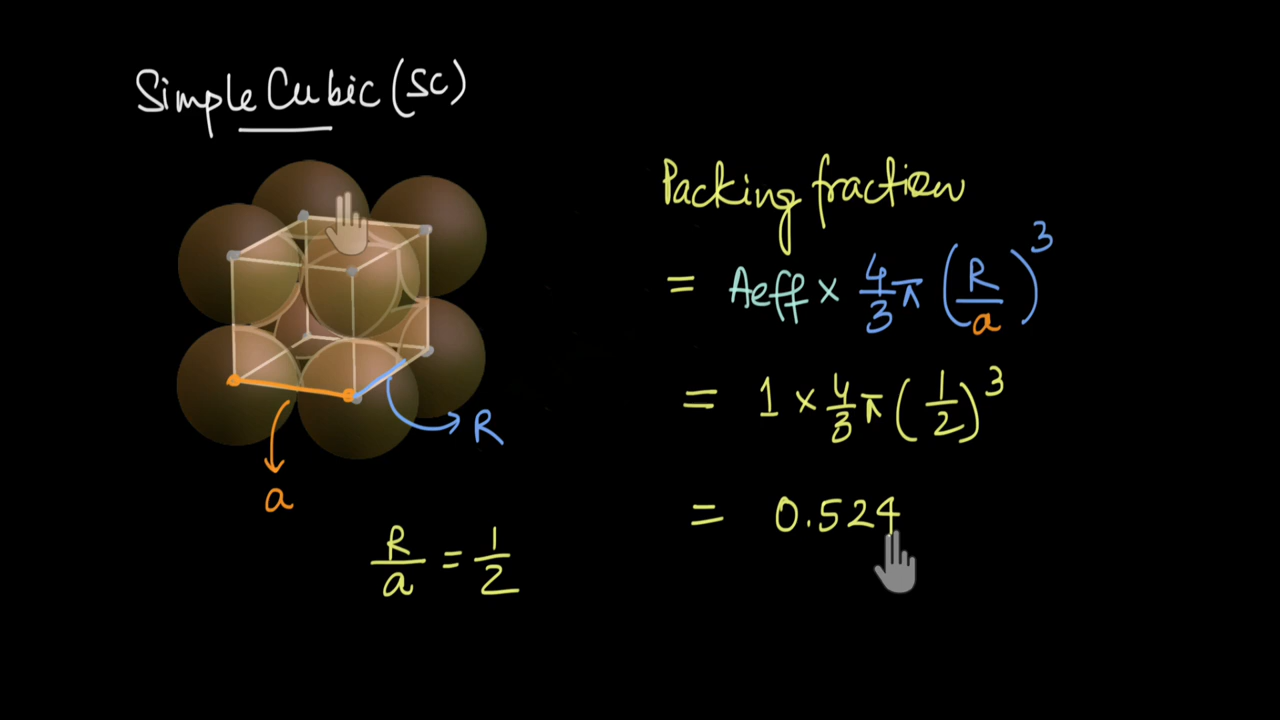 Simple Cubic (SC)
Packing fraction
= Aeff × 4/3 π (R/a)^3
= 1 × 4/3 π (1/2)^3
= 0.524
R
a
R/a = 1/2